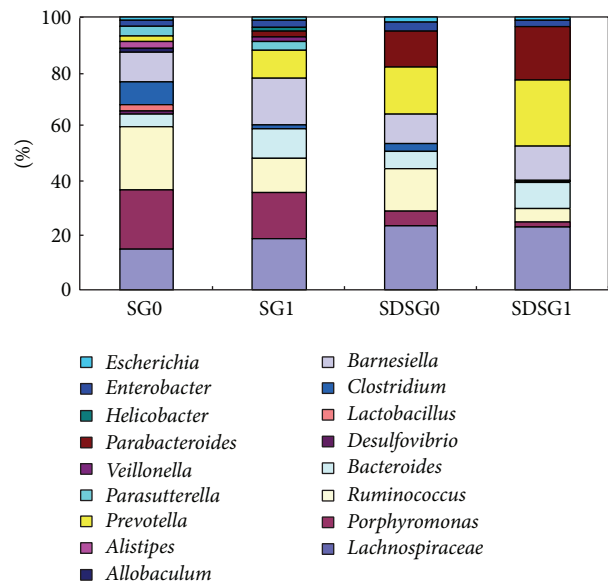 100
80
60
40
20
0
(%)
SG0 SG1 SDSG0 SDSG1
Escherichia
Enterobacter
Helicobacter
Parabacteroides
Veillonella
Parasutterella
Prevotella
Alistipes
Allobaculum
Barnesiella
Clostridium
Lactobacillus
Desulfovibrio
Bacteroides
Ruminococcus
Porphyromonas
Lachnospiraceae